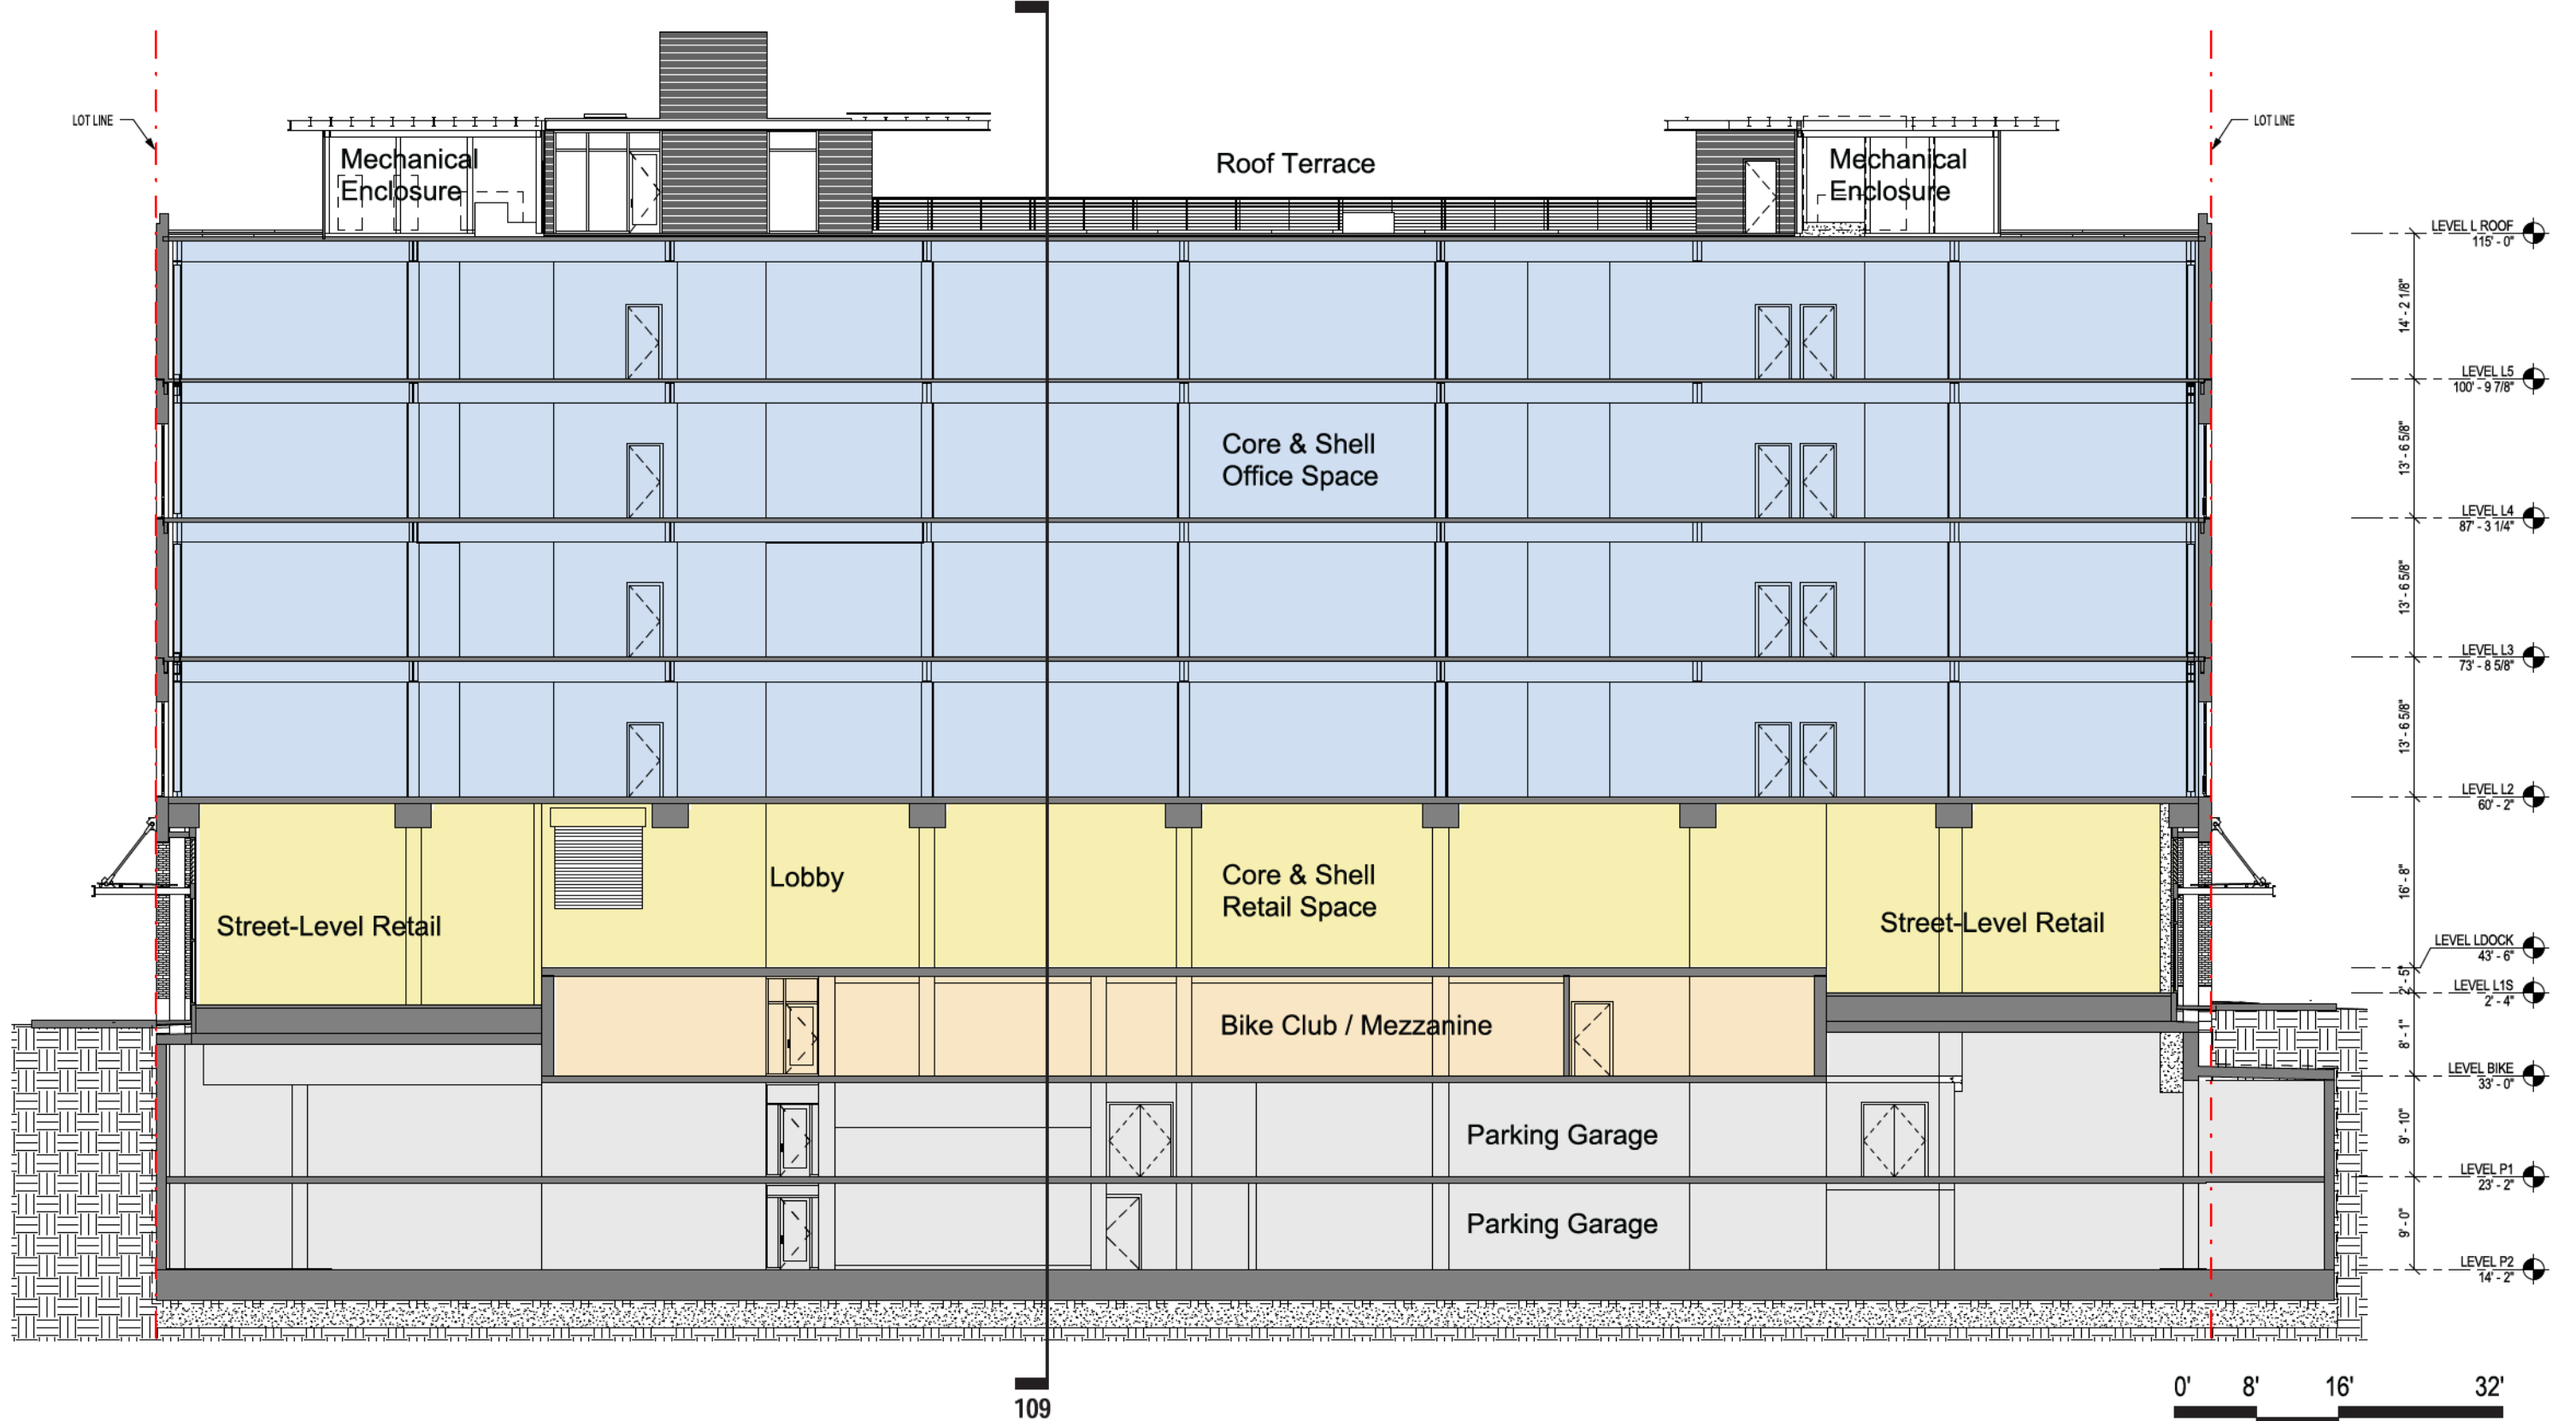 LOT LINE
LOT LINE
Mechanical
Enclosure
Roof Terrace
Mechanical
Enclosure
LEVEL L ROOF
115' - 0"
14' - 2 1/8"
LEVEL L5
100' - 9 7/8"
Core & Shell
Office Space
13' - 6 5/8"
LEVEL L4
87' - 3 1/4"
13' - 6 5/8"
LEVEL L3
73' - 8 5/8"
13' - 6 5/8"
LEVEL L2
60' - 2"
Lobby
Core & Shell
Retail Space
Street-Level Retail
Street-Level Retail
16' - 8"
LEVEL LDOCK
43' - 6"
2' - 5"
LEVEL L1S
2' - 4"
Bike Club / Mezzanine
8' - 1"
LEVEL BIKE
33' - 0"
Parking Garage
9' - 10"
LEVEL P1
23' - 2"
Parking Garage
9' - 0"
LEVEL P2
14' - 2"
109
0' 8' 16' 32'